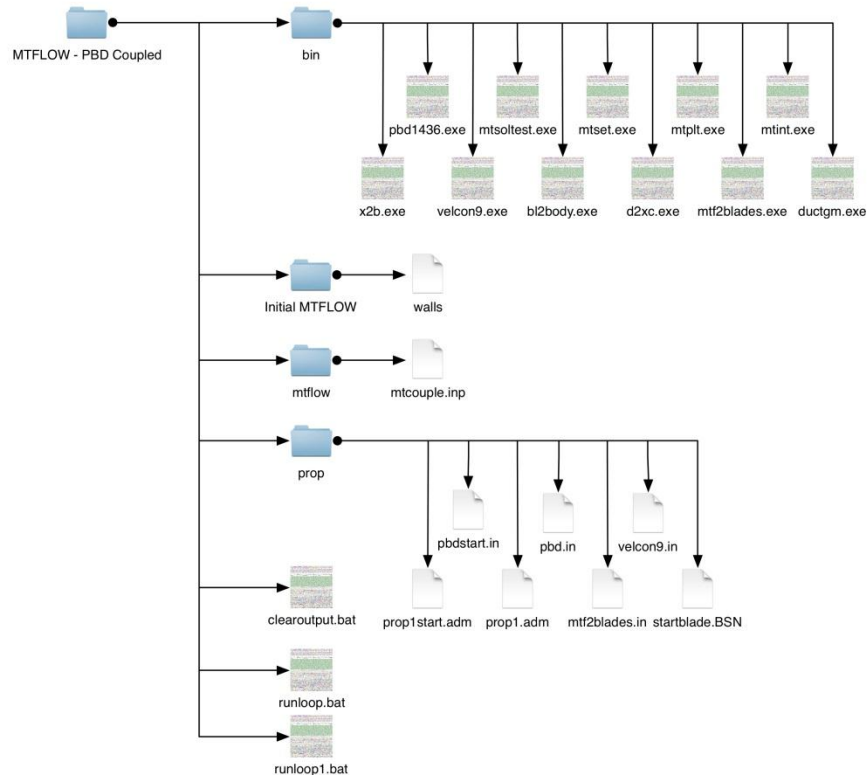 MTFLOW - PBD Coupled
bin
pbd1436.exe
mtsoltest.exe
mtset.exe
mtplt.exe
mtint.exe
x2b.exe
velcon9.exe
bl2body.exe
d2xc.exe
mtf2blades.exe
ductgm.exe
Initial MTFLOW
walls
mtflow
mtcouple.inp
prop
pbdstart.in
pbd.in
velcon9.in
prop1start.adm
prop1.adm
mtf2blades.in
startblade.BSN
clearoutput.bat
runloop.bat
runloop1.bat